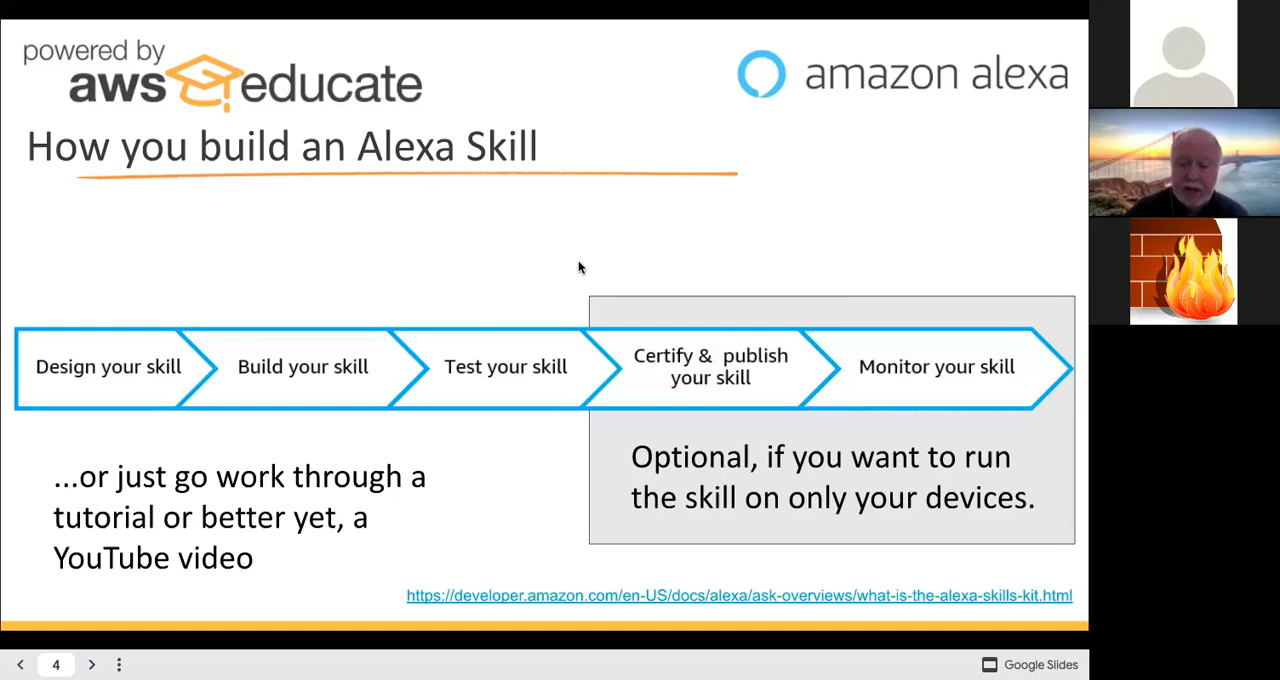 powered by
aws educate
amazon alexa
How you build an Alexa Skill
Design your skill
Build your skill
Test your skill
Certify & publish
your skill
Monitor your skill
...or just go work through a
tutorial or better yet, a
YouTube video
Optional, if you want to run
the skill on only your devices.
https://developer.amazon.com/en-US/docs/alexa/ask-overviews/what-is-the-alexa-skills-kit.html
4
Google Slides